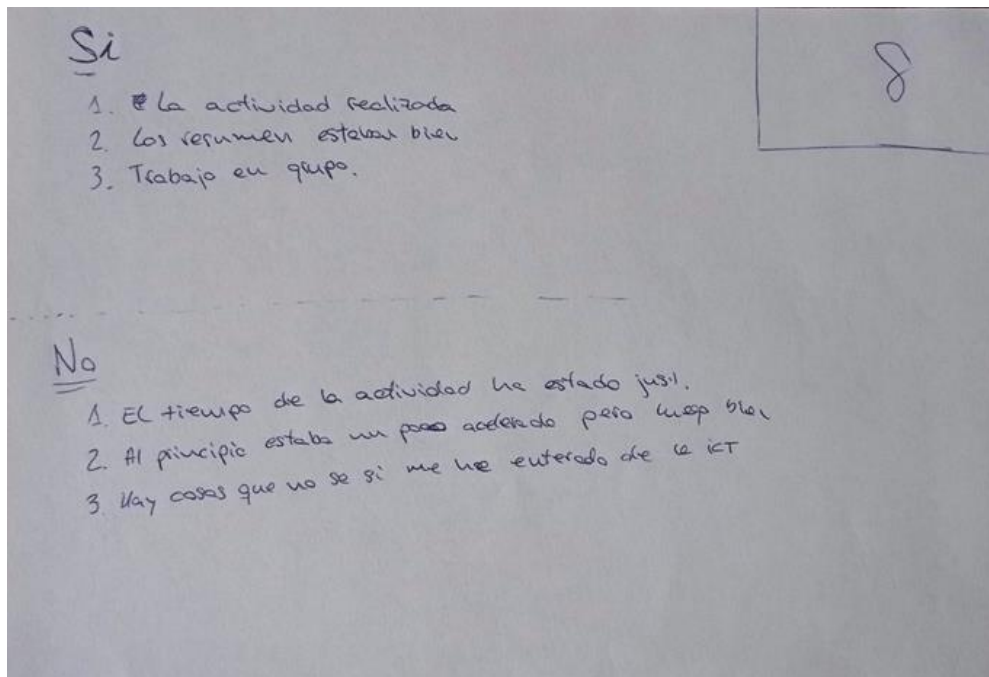 Si
8
1. La actividad realizada
2. Los resumen estaban bien
3. Trabajo en grupo.
No
1. El tiempo de la actividad ha estado
2. Al principio estaba un poco acelerado pero luego bien
3. Hay cosas que no se si me he enterado de la ICT